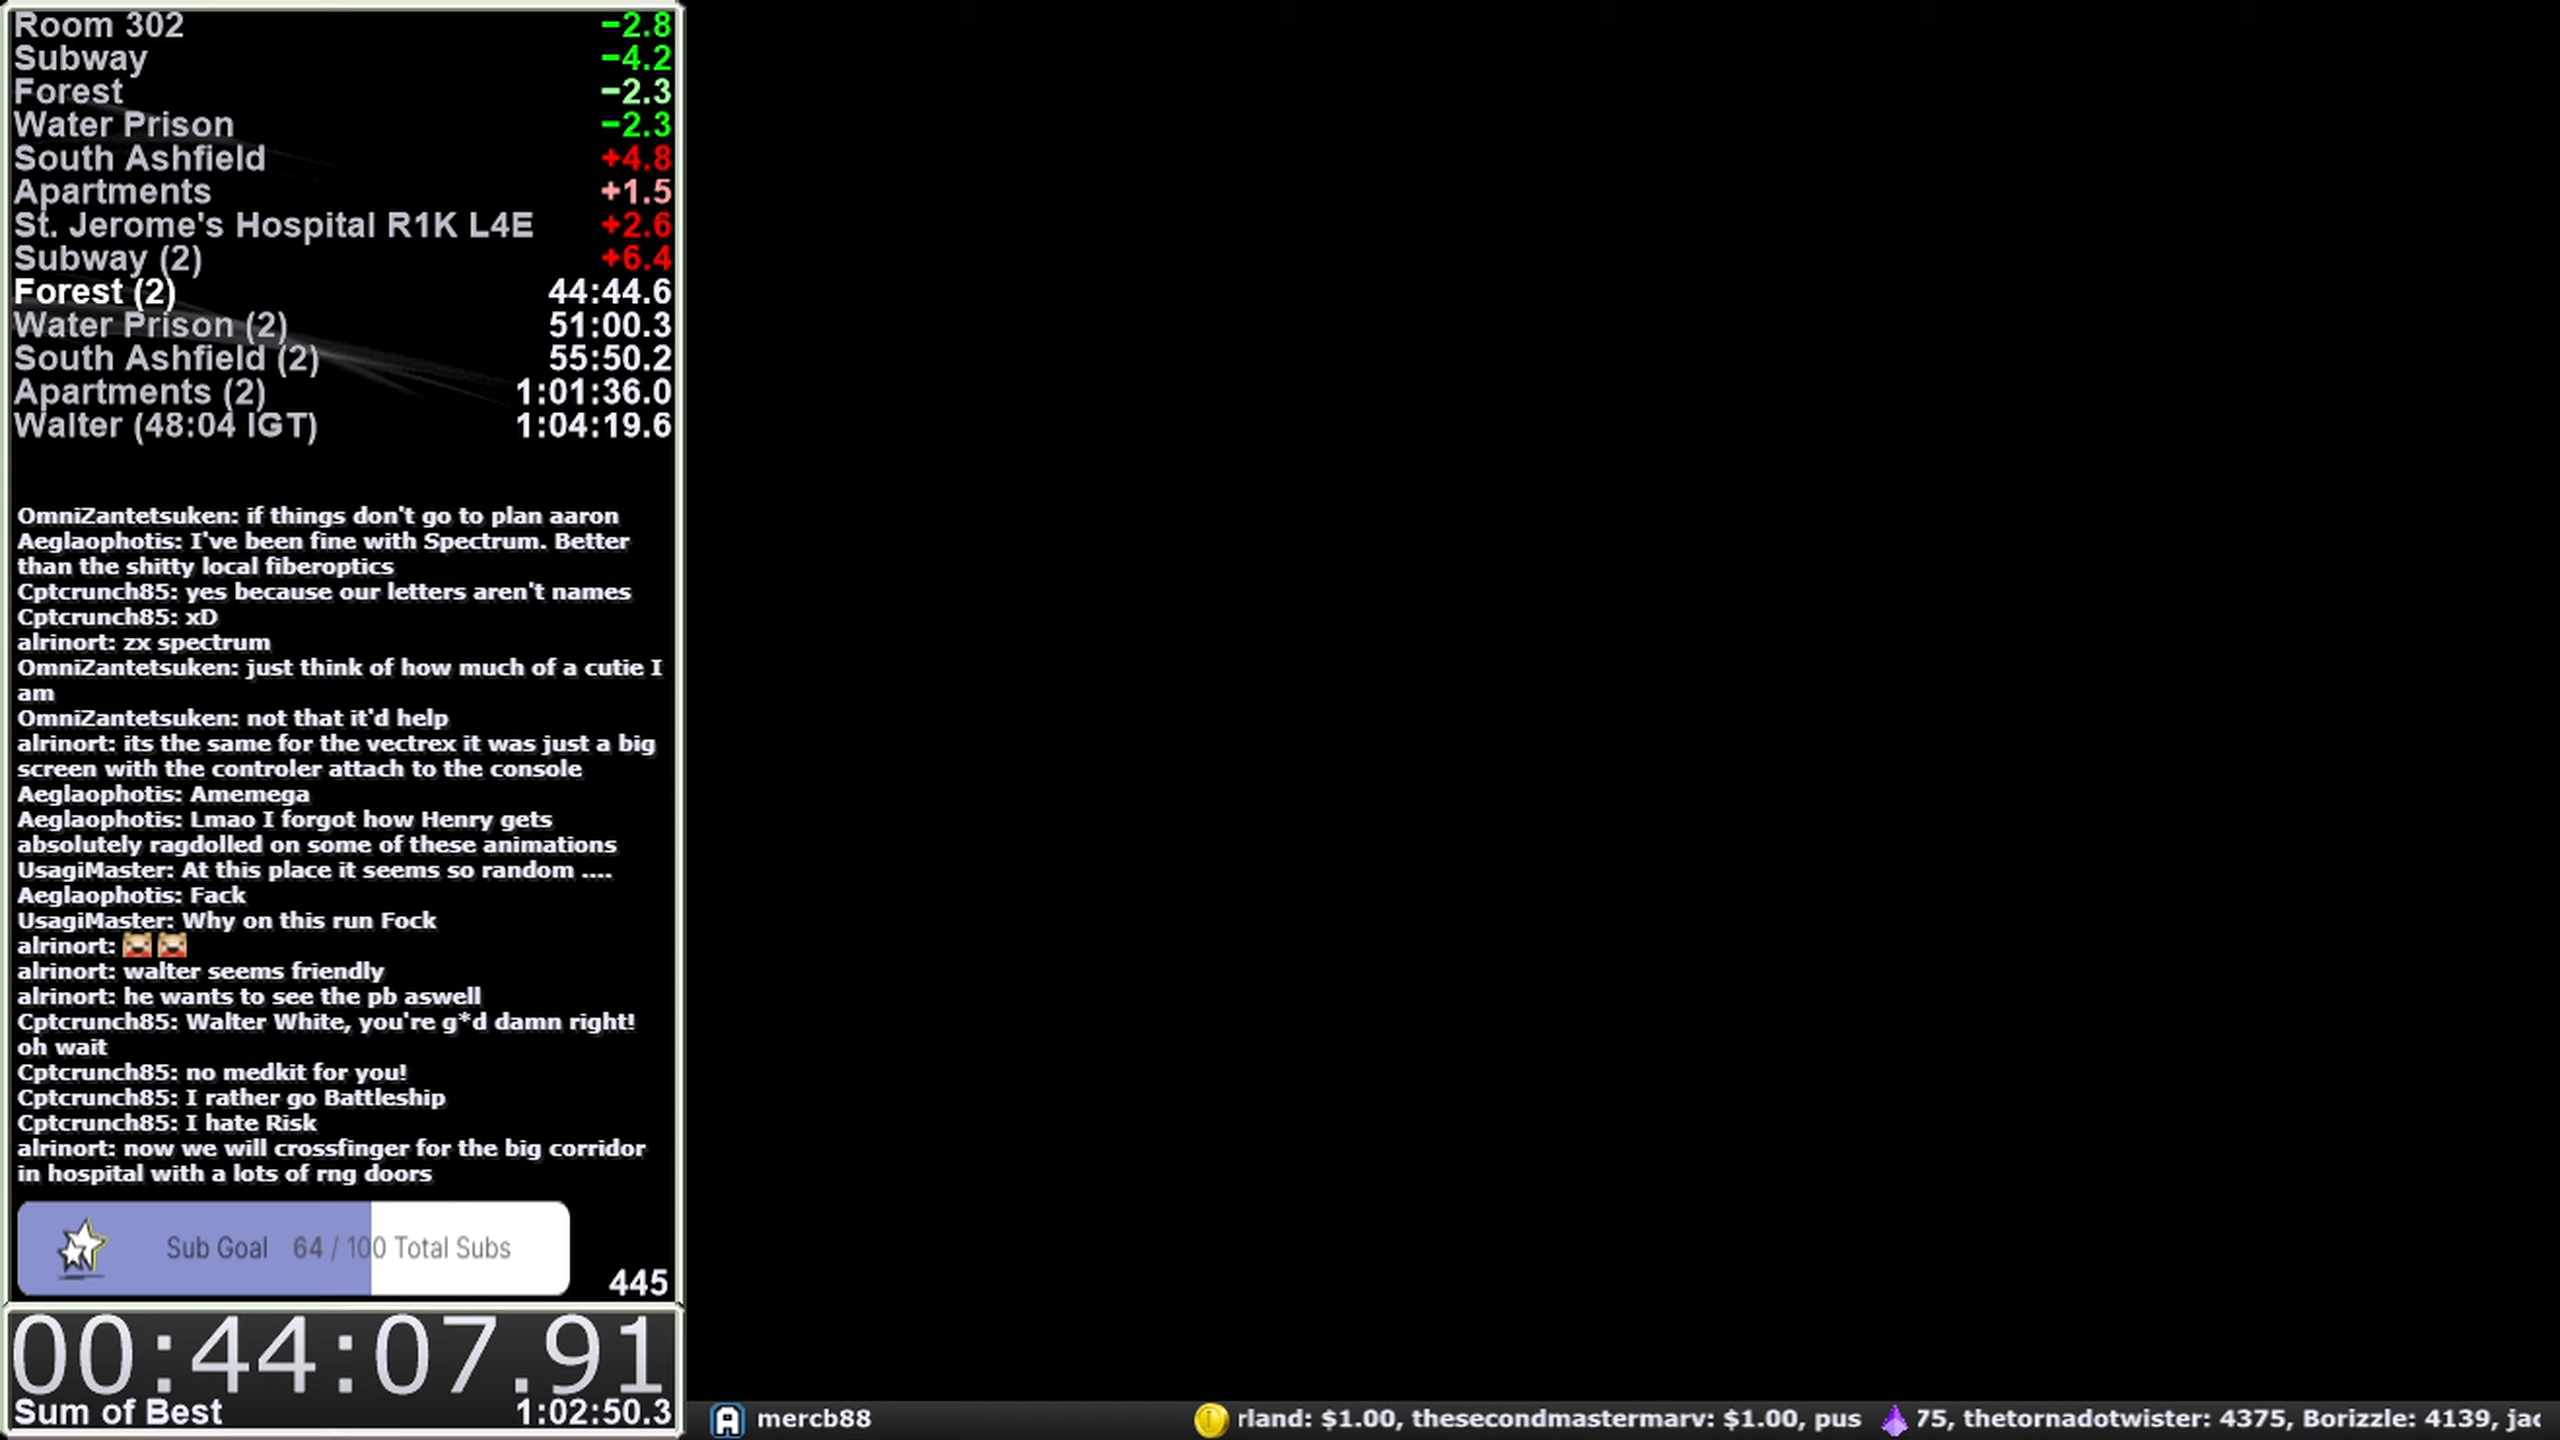 Room 302 −2.8
Subway −4.2
Forest −2.3
Water Prison −2.3
South Ashfield +4.8
Apartments +1.5
St. Jerome's Hospital R1K L4E +2.6
Subway (2) +6.4
Forest (2) 44:44.6
Water Prison (2) 51:00.3
South Ashfield (2) 55:50.2
Apartments (2) 1:01:36.0
Walter (48:04 IGT) 1:04:19.6
OmniZantetsuken: if things don't go to plan aaron
Aeglaophotis: I've been fine with Spectrum. Better
than the shitty local fiberoptics
Cptcrunch85: yes because our letters aren't names
Cptcrunch85: xD
alrinort: zx spectrum
OmniZantetsuken: just think of how much of a cutie I
am
OmniZantetsuken: not that it'd help
alrinort: its the same for the vectrex it was just a big
screen with the controler attach to the console
Aeglaophotis: Amemega
Aeglaophotis: Lmao I forgot how Henry gets
absolutely ragdolled on some of these animations
UsagiMaster: At this place it seems so random ....
Aeglaophotis: Fack
UsagiMaster: Why on this run Fock
alrinort:
alrinort: walter seems friendly
alrinort: he wants to see the pb aswell
Cptcrunch85: Walter White, you're g*d damn right!
oh wait
Cptcrunch85: no medkit for you!
Cptcrunch85: I rather go Battleship
Cptcrunch85: I hate Risk
alrinort: now we will crossfinger for the big corridor
in hospital with a lots of rng doors
Sub Goal 64 / 100 Total Subs
445
00:44:07.91
Sum of Best 1:02:50.3
mercb88
rland: $1.00, thesecondmastermarv: $1.00, pus
75, thetornadotwister: 4375, Borizzle: 4139, jac